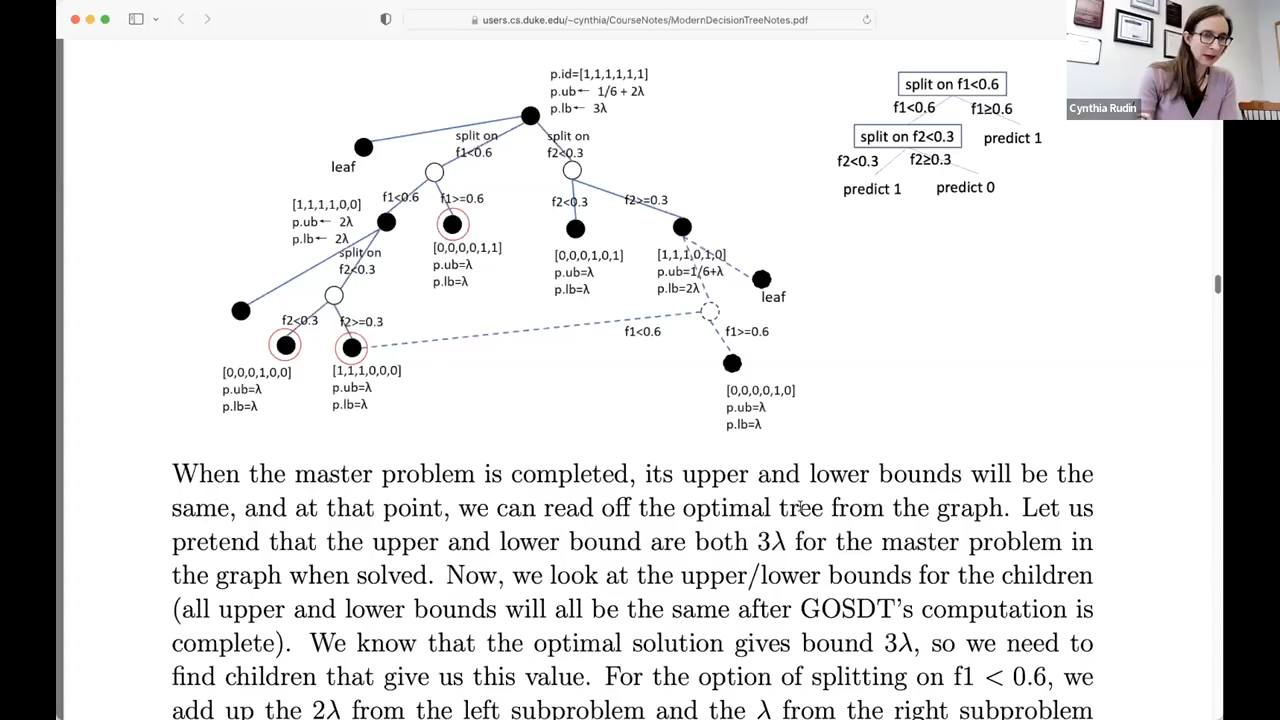 users.cs.duke.edu/~cynthia/CourseNotes/ModernDecisionTreeNotes.pdf
Cynthia Rudin
p.id=[1,1,1,1,1,1]
p.ub← 1/6 + 2λ
p.lb← 3λ
leaf
split on
f1<0.6
split on
f2<0.3
[1,1,1,1,0,0]
p.ub← 2λ
p.lb← 2λ
f1<0.6
f1>=0.6
f2<0.3
f2>=0.3
split on
f2<0.3
[0,0,0,0,1,1]
p.ub=λ
p.lb=λ
[0,0,0,1,0,1]
p.ub=λ
p.lb=λ
[1,1,1,0,1,0]
p.ub=1/6+λ
p.lb=2λ
leaf
f2<0.3
f2>=0.3
f1<0.6
f1>=0.6
[0,0,0,1,0,0]
p.ub=λ
p.lb=λ
[1,1,1,0,0,0]
p.ub=λ
p.lb=λ
[0,0,0,0,1,0]
p.ub=λ
p.lb=λ
split on f1<0.6
f1<0.6
f1≥0.6
split on f2<0.3
predict 1
f2<0.3
f2≥0.3
predict 1
predict 0
When the master problem is completed, its upper and lower bounds will be the
same, and at that point, we can read off the optimal tree from the graph. Let us
pretend that the upper and lower bound are both 3λ for the master problem in
the graph when solved. Now, we look at the upper/lower bounds for the children
(all upper and lower bounds will all be the same after GOSDT's computation is
complete). We know that the optimal solution gives bound 3λ, so we need to
find children that give us this value. For the option of splitting on f1 < 0.6, we
add up the 2λ from the left subproblem and the λ from the right subproblem